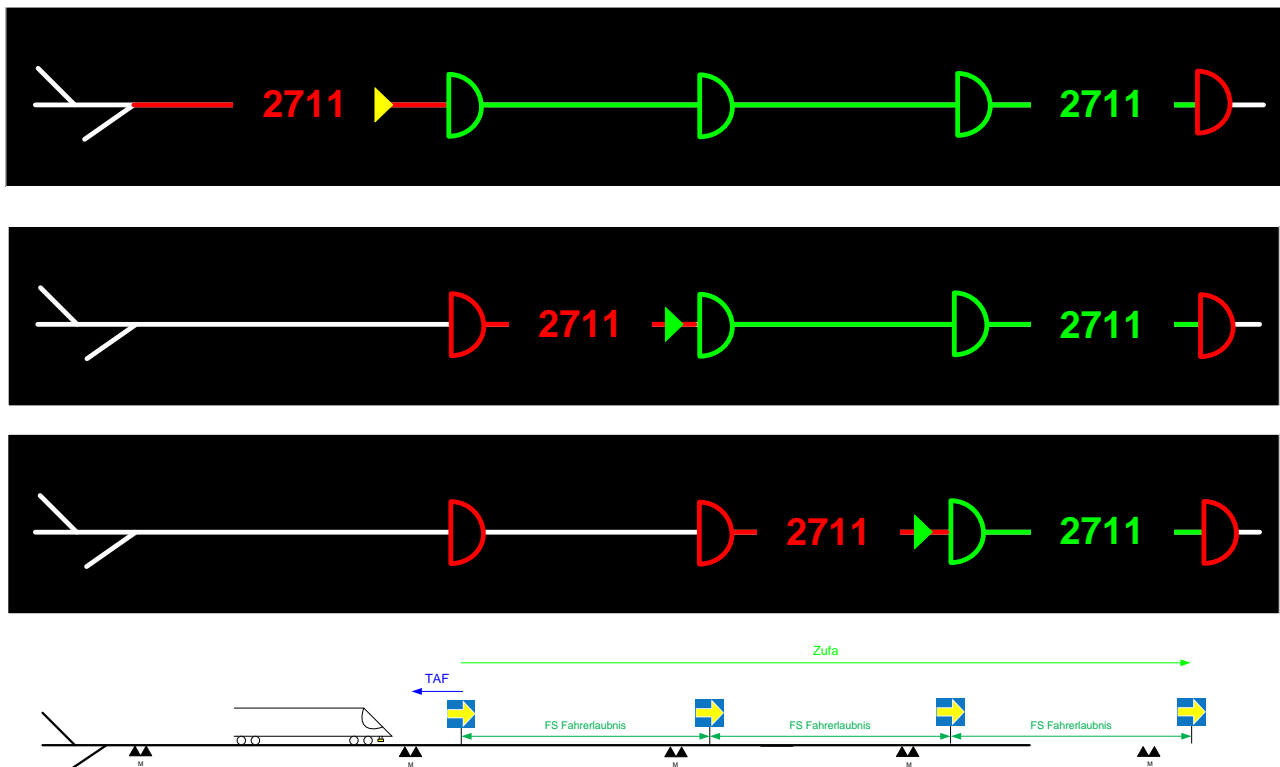 2711 2711
2711 2711
2711 2711
Zufa
TAF
FS Fahrerlaubnis FS Fahrerlaubnis FS Fahrerlaubnis
M M M M M